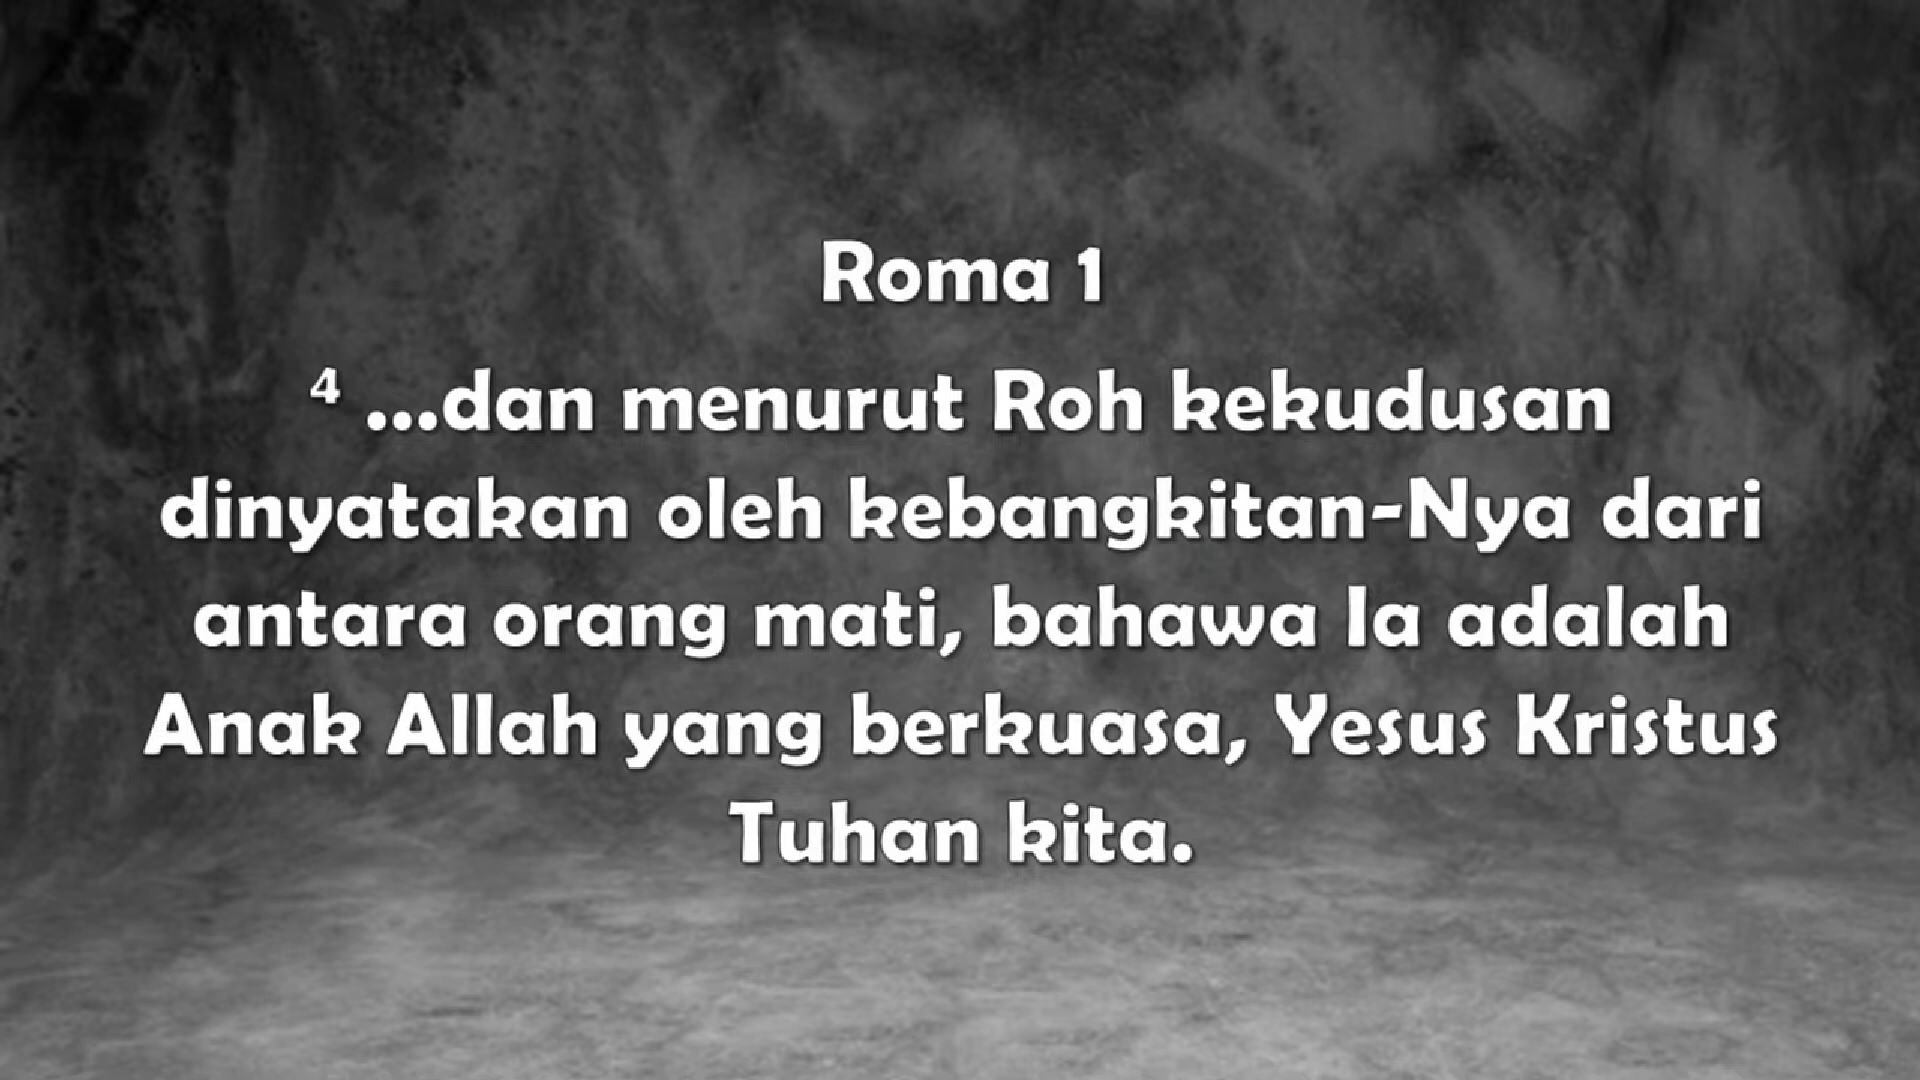 Roma 1
⁴ ...dan menurut Roh kekudusan
dinyatakan oleh kebangkitan-Nya dari
antara orang mati, bahawa Ia adalah
Anak Allah yang berkuasa, Yesus Kristus
Tuhan kita.